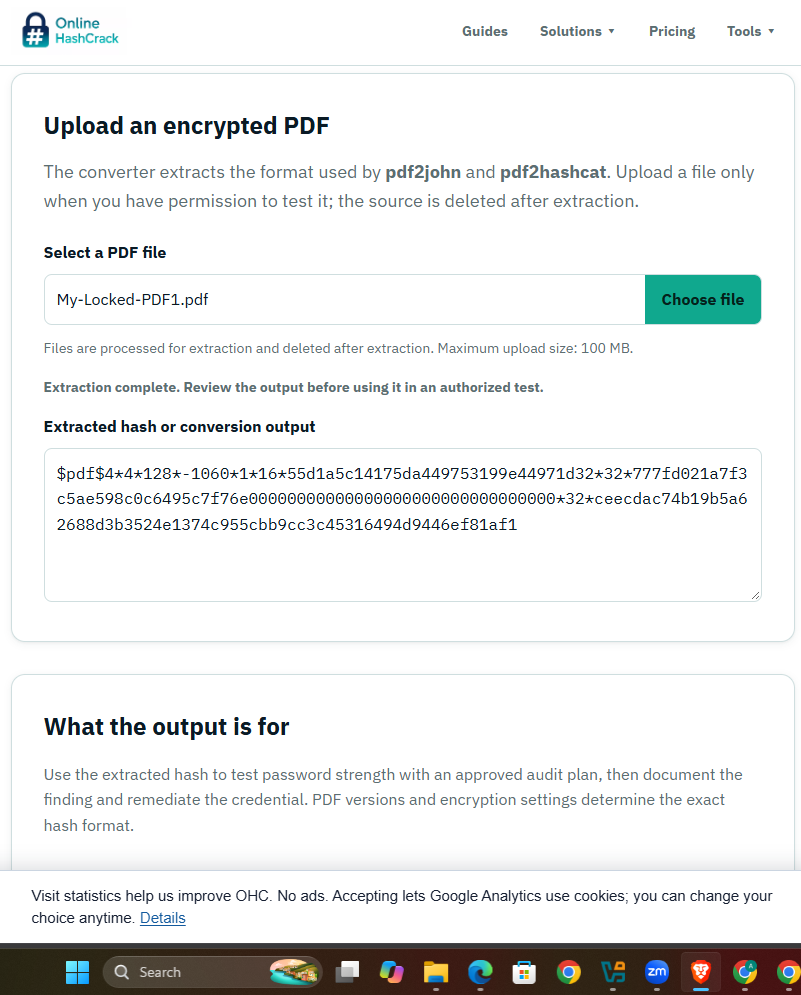 Online
HashCrack
Guides
Solutions ▼
Pricing
Tools ▼
Upload an encrypted PDF
The converter extracts the format used by pdf2john and pdf2hashcat. Upload a file only
when you have permission to test it; the source is deleted after extraction.
Select a PDF file
My-Locked-PDF1.pdf
Choose file
Files are processed for extraction and deleted after extraction. Maximum upload size: 100 MB.
Extraction complete. Review the output before using it in an authorized test.
Extracted hash or conversion output
$pdf$4*4*128*-1060*1*16*55d1a5c14175da449753199e44971d32*32*777fd021a7f3
c5ae598c0c6495c7f76e00000000000000000000000000000000*32*ceecdac74b19b5a6
2688d3b3524e1374c955cbb9cc3c45316494d9446ef81af1
What the output is for
Use the extracted hash to test password strength with an approved audit plan, then document the
finding and remediate the credential. PDF versions and encryption settings determine the exact
hash format.
Visit statistics help us improve OHC. No ads. Accepting lets Google Analytics use cookies; you can change your
choice anytime. Details
Search
zm